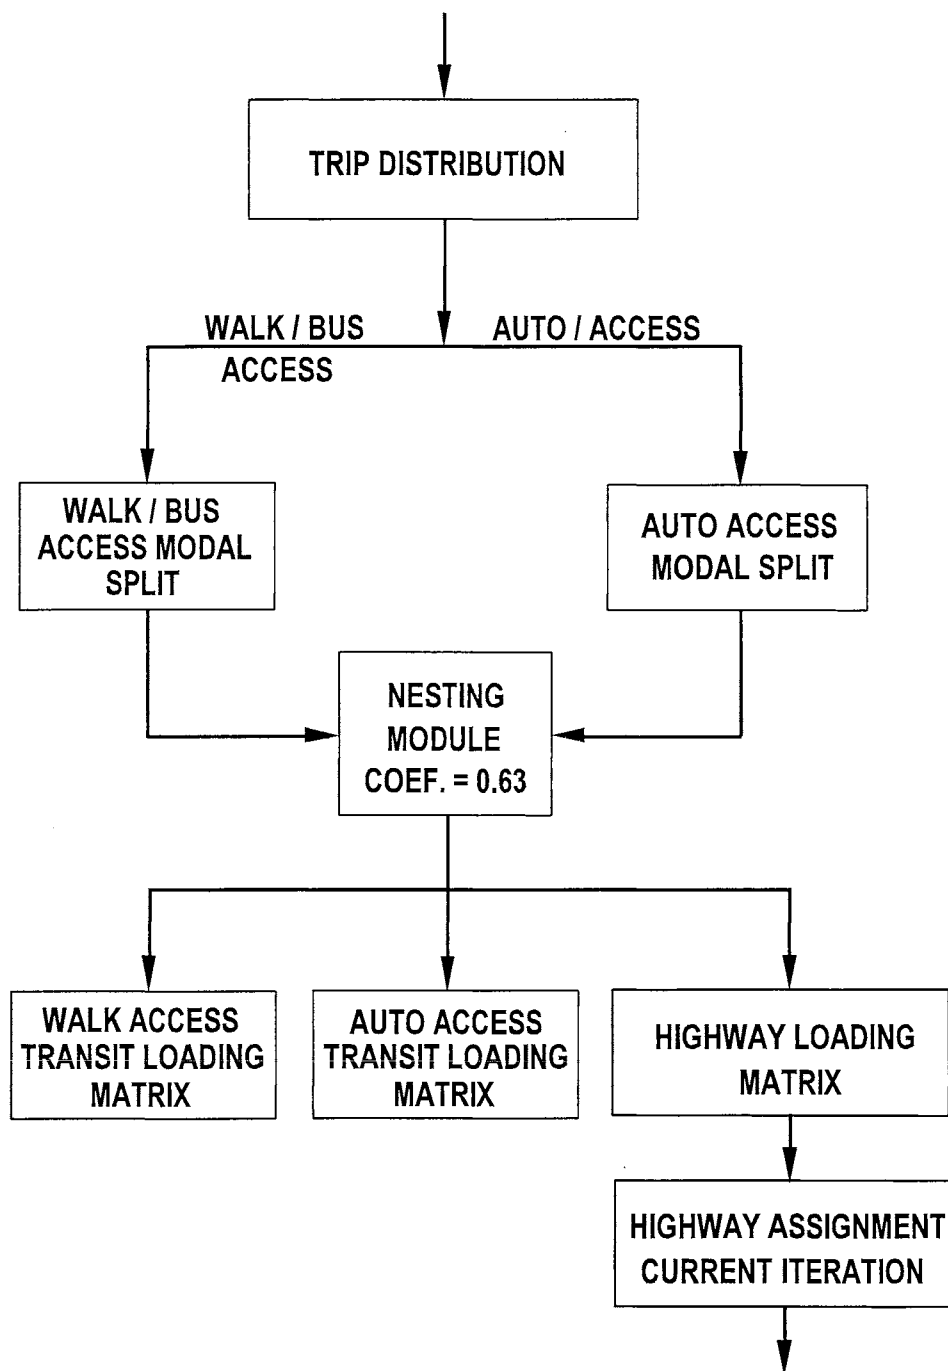 TRIP DISTRIBUTION
WALK / BUS
ACCESS
AUTO / ACCESS
WALK / BUS
ACCESS MODAL
SPLIT
AUTO ACCESS
MODAL SPLIT
NESTING
MODULE
COEF. = 0.63
WALK ACCESS
TRANSIT LOADING
MATRIX
AUTO ACCESS
TRANSIT LOADING
MATRIX
HIGHWAY LOADING
MATRIX
HIGHWAY ASSIGNMENT
CURRENT ITERATION